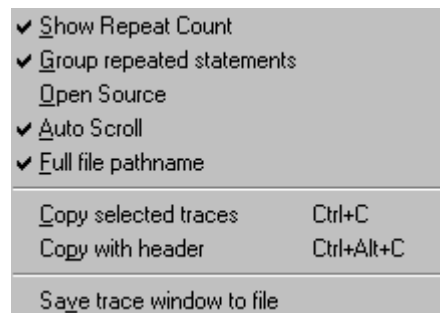 Show Repeat Count
Group repeated statements
Open Source
Auto Scroll
Full file pathname
Copy selected traces Ctrl+C
Copy with header Ctrl+Alt+C
Save trace window to file